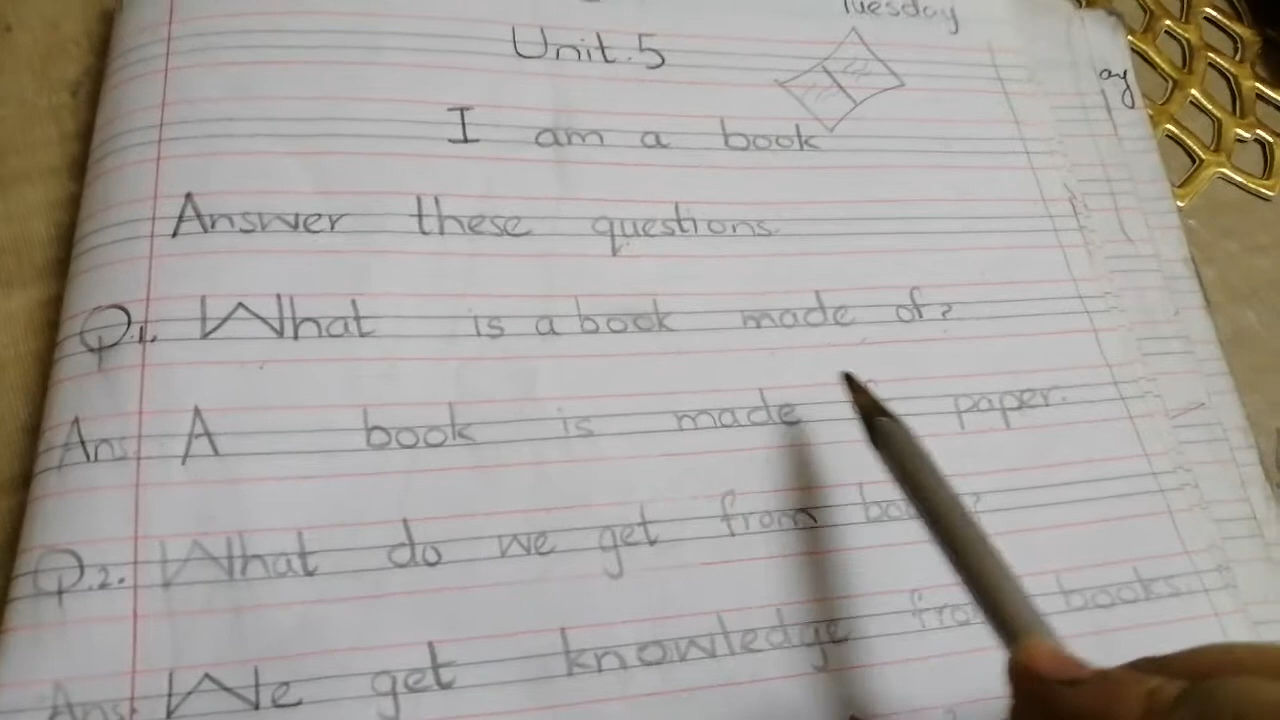 Tuesday
Unit.5
I am a book
Answer these questions.
Q.1. What is a book made of?
Ans. A book is made paper.
Q.2. What do we get from
Ans. We get knowledge from books.